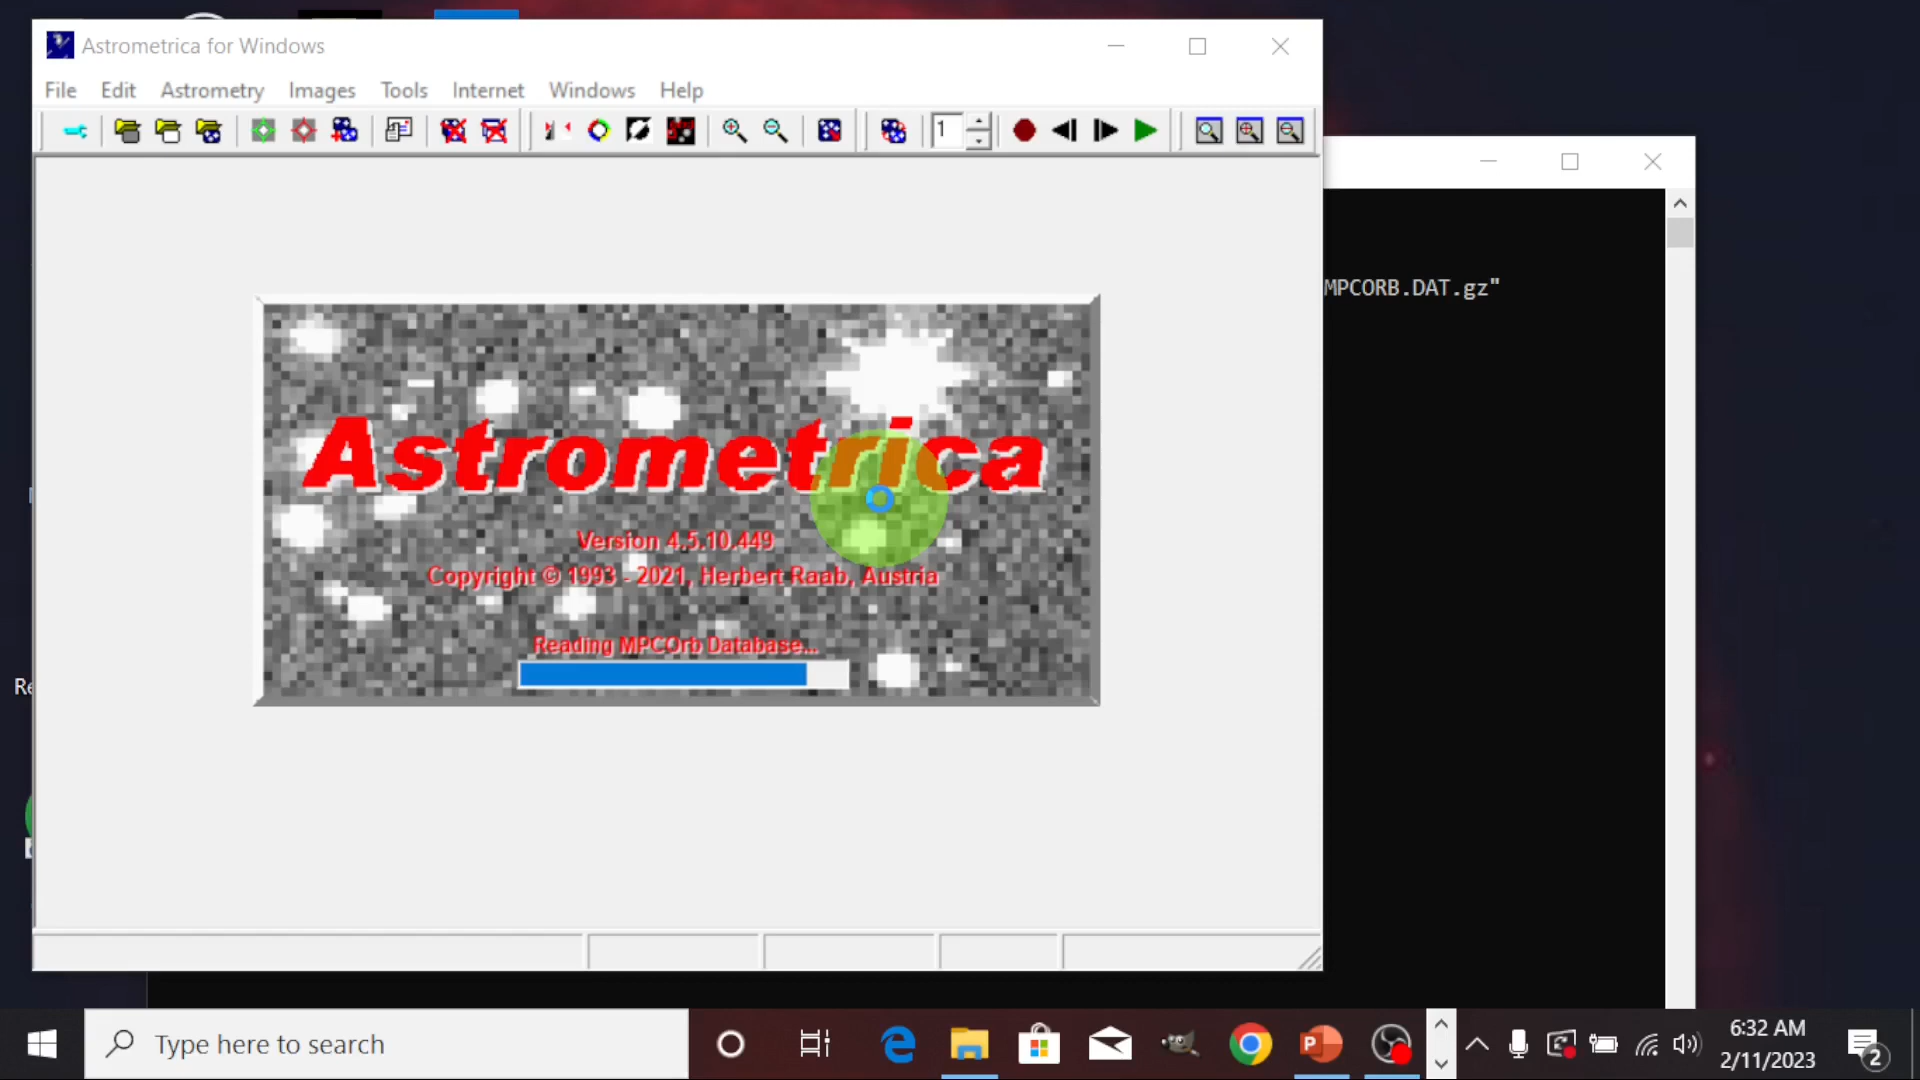 Astrometrica for Windows
File Edit Astrometry Images Tools Internet Windows Help
1
MPCORB.DAT.gz"
Astrometrica
Version 4.5.10.449
Copyright © 1993 - 2021, Herbert Raab, Austria
Reading MPCOrb Database...
Re
Type here to search
6:32 AM
2/11/2023
2